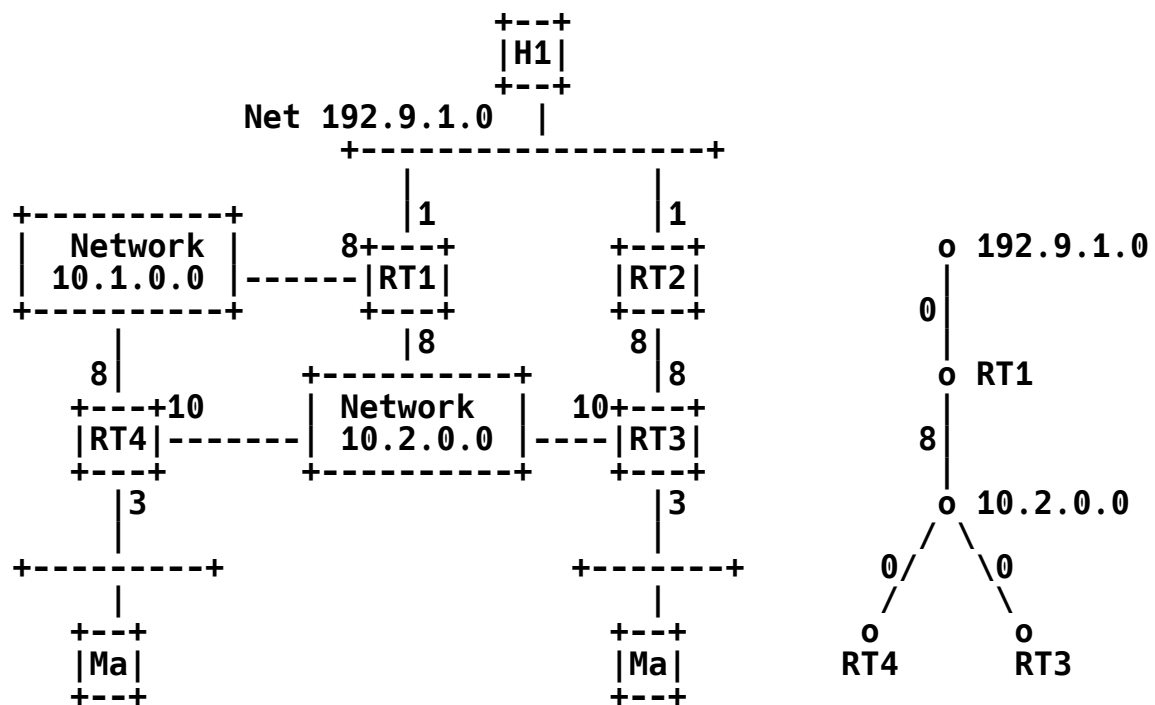 +--+
|H1|
+--+
Net 192.9.1.0   |
+------------------+
|            |
|1           |1
+----------+
|  Network |     8+---+        +---+        o 192.9.1.0
| 10.1.0.0 |------|RT1|        |RT2|        |
+----------+      +---+        +---+       0|
|              |8          8|           |
8|         +----------+      |8          o RT1
+---+10     | Network  |  10+---+           |
|RT4|-------| 10.2.0.0 |----|RT3|          8|
+---+       +----------+    +---+           |
|3                          |3            o 10.2.0.0
|                           |            / \
+---------+                 +-------+      0/   \0
|                           |          /     \
+--+                        +--+        o       o
|Ma|                        |Ma|       RT4     RT3
+--+                        +--+